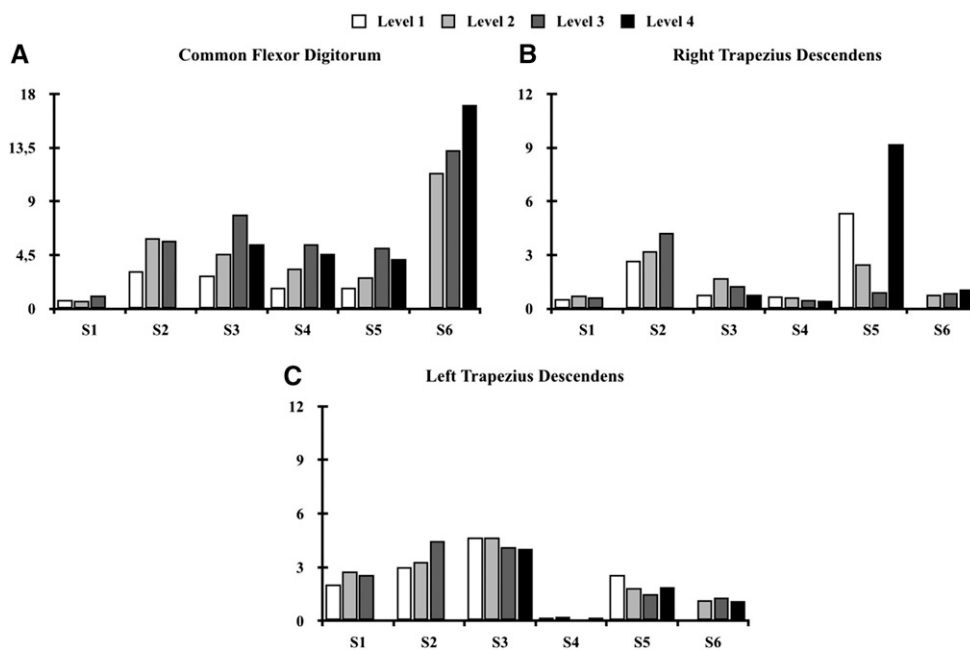 Level 1 Level 2 Level 3 Level 4
A Common Flexor Digitorum
18
13,5
9
4,5
0
S1 S2 S3 S4 S5 S6
B Right Trapezius Descendens
12
9
6
3
0
S1 S2 S3 S4 S5 S6
C Left Trapezius Descendens
12
9
6
3
0
S1 S2 S3 S4 S5 S6